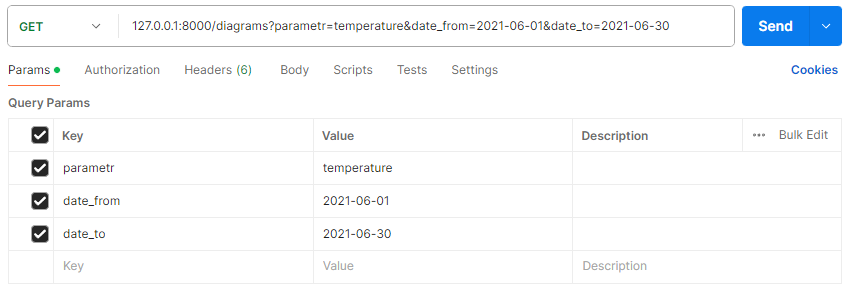 GET 127.0.0.1:8000/diagrams?parametr=temperature&date_from=2021-06-01&date_to=2021-06-30 Send
Params Authorization Headers (6) Body Scripts Tests Settings Cookies
Query Params
Key Value Description Bulk Edit
parametr temperature
date_from 2021-06-01
date_to 2021-06-30
Key Value Description